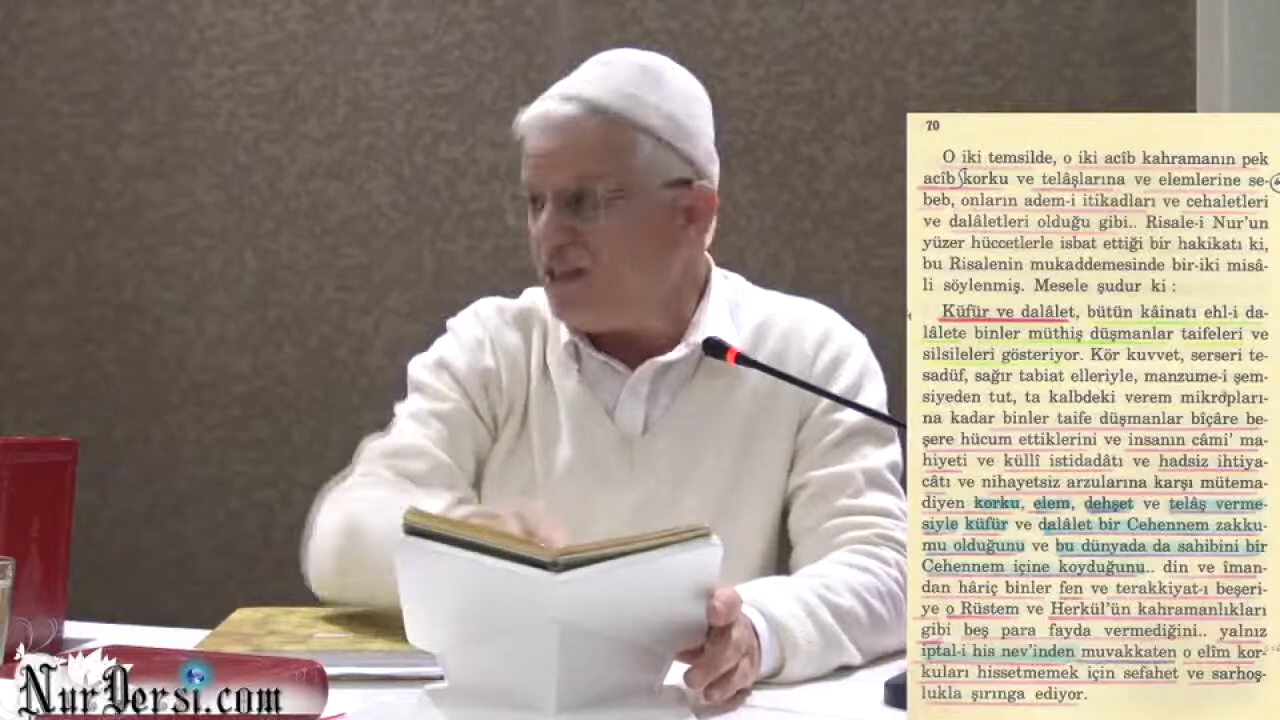 70
O iki temsilde, o iki acîb kahramanın pek
acîb korku ve telâşlarına ve elemlerine se-
beb, onların adem-i itikadları ve cehaletleri
ve dalâletleri olduğu gibi.. Risale-i Nur'un
yüzer hüccetlerle isbat ettiği bir hakikatı ki,
bu Risalenin mukaddemesinde bir-iki misâ-
li söylenmiş. Mesele şudur ki :
Küfür ve dalâlet, bütün kâinatı ehl-i da-
lâlete binler müthiş düşmanlar taifeleri ve
silsileleri gösteriyor. Kör kuvvet, serseri te-
sadüf, sağır tabiat elleriyle, manzume-i şem-
siyeden tut, ta kalbdeki verem mikropları-
na kadar binler taife düşmanlar bîçâre be-
şere hücum ettiklerini ve insanın câmi' ma-
hiyeti ve küllî istidadâtı ve hadsiz ihtiya-
câtı ve nihayetsiz arzularına karşı mütema-
diyen korku, elem, dehşet ve telâş verme-
siyle küfür ve dalâlet bir Cehennem zakku-
mu olduğunu ve bu dünyada da sahibini bir
Cehennem içine koyduğunu.. din ve îman-
dan hâriç binler fen ve terakkiyat-ı beşeri-
ye o Rüstem ve Herkül'ün kahramanlıkları
gibi beş para fayda vermediğini.. yalnız
iptal-i his nev'inden muvakkaten o elîm kor-
kuları hissetmemek için sefâhet ve sarhoş-
lukla şırınga ediyor.
NurDersi.com